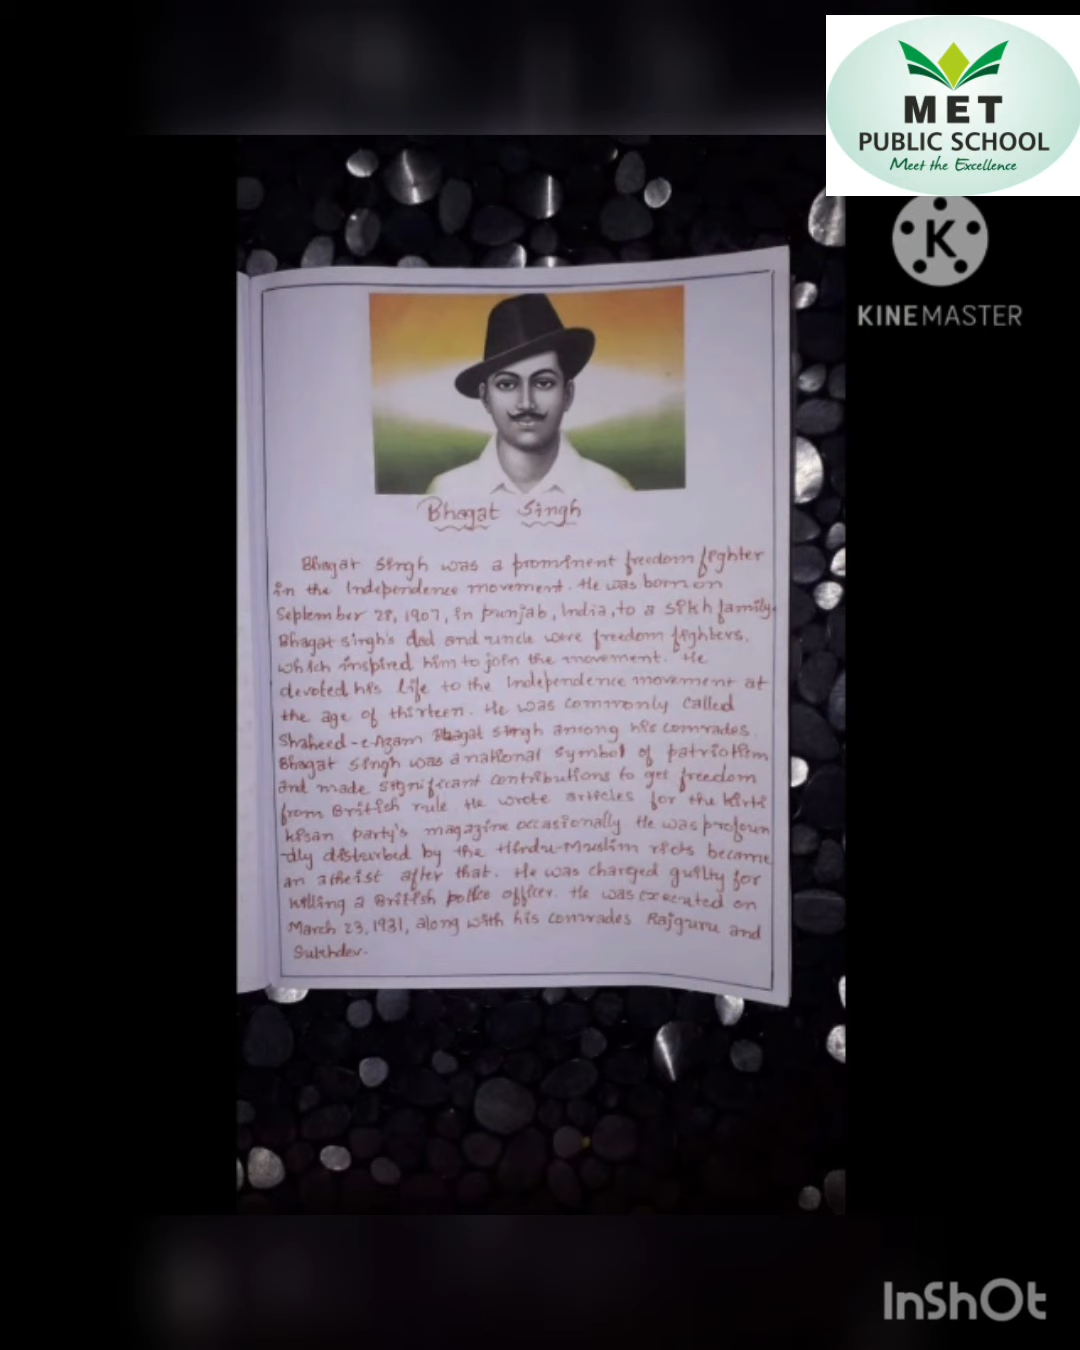 MET
PUBLIC SCHOOL
Meet the Excellence
K
KINEMASTER
Bhagat Singh
Bhagat Singh was a prominent freedom fighter
in the Independence movement. He was born on
September 28, 1907, in punjab, India, to a Sikh family.
Bhagat singh's dad and uncle were freedom fighters,
which inspired him to join the movement. He
devoted his life to the Independence movement at
the age of thirteen. He was commonly called
Shaheed-e-Azam Bhagat singh among his comrades.
Bhagat singh was a national symbol of patriotism
and made significant contributions to get freedom
from British rule He wrote articles for the Kirti
kisan party's magazine occasionally He was profoun
-dly disturbed by the Hindu-Muslim riots became
an atheist after that. He was charged guilty for
killing a British police officer. He was executed on
March 23, 1931, along with his comrades Rajguru and
Sukhdev.
InShOt